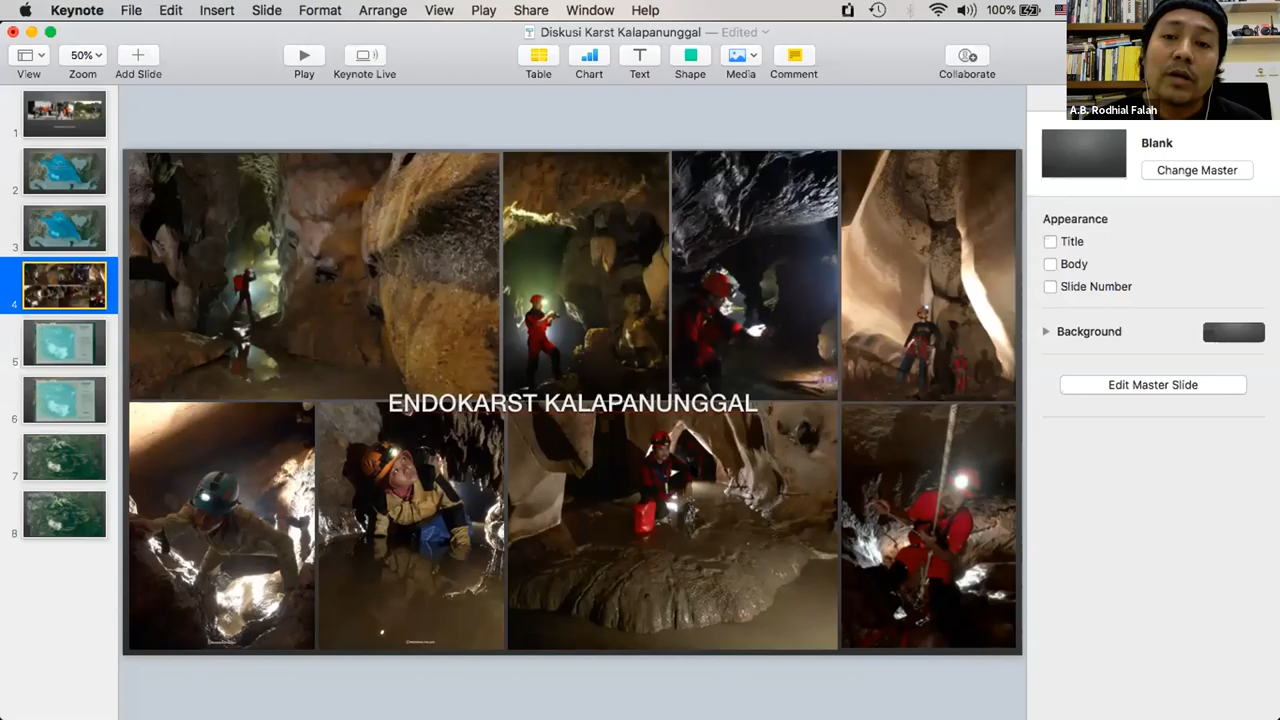 Keynote File Edit Insert Slide Format Arrange View Play Share Window Help 100%
Diskusi Karst Kalapanunggal — Edited
50%
View Zoom Add Slide Play Keynote Live Table Chart Text Shape Media Comment Collaborate
A.B. Rodhial Falah
1
2
3
4
5
6
7
8
ENDOKARST KALAPANUNGGAL
Blank
Change Master
Appearance
Title
Body
Slide Number
Background
Edit Master Slide